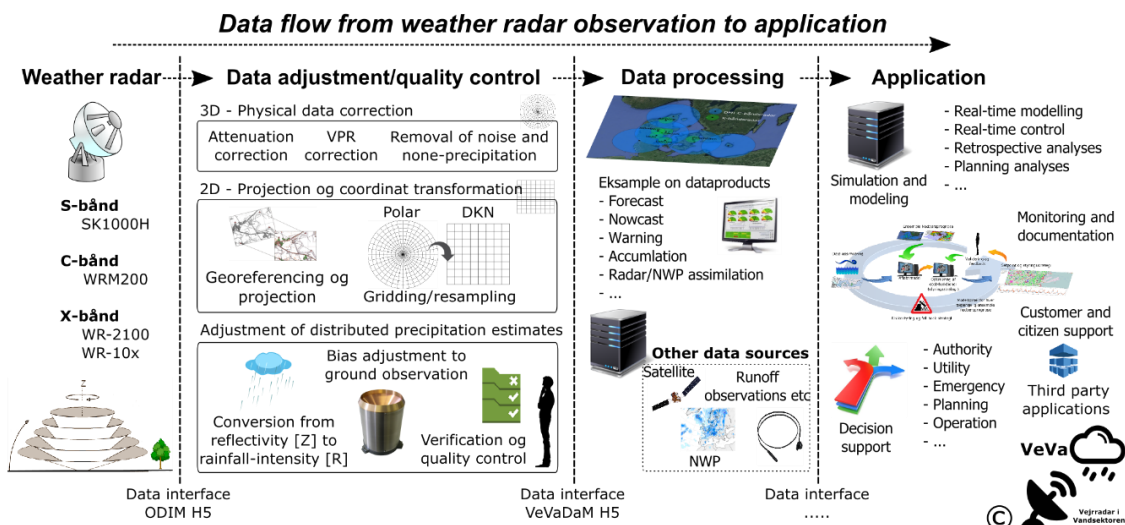 Data flow from weather radar observation to application
Weather radar
S-bånd
SK1000H
C-bånd
WRM200
X-bånd
WR-2100
WR-10x
Z
Data adjustment/quality control
3D - Physical data correction
Attenuation
correction
VPR
correction
Removal of noise and
none-precipitation
2D - Projection og coordinat transformation
Georeferencing og
projection
Polar
DKN
Gridding/resampling
Adjustment of distributed precipitation estimates
Bias adjustment to
ground observation
Conversion from
reflectivity [Z] to
rainfall-intensity [R]
Verification og
quality control
Data interface
ODIM H5
Data processing
Eksample on dataproducts
- Forecast
- Nowcast
- Warning
- Accumlation
- Radar/NWP assimilation
- ...
Other data sources
Satellite
Runoff
observations etc
NWP
Data interface
VeVaDaM H5
Application
- Real-time modelling
- Real-time control
- Retrospective analyses
- Planning analyses
- ...
Simulation and
modeling
Monitoring and
documentation
Customer and
citizen support
Third party
applications
Decision
support
- Authority
- Utility
- Emergency
- Planning
- Operation
- ...
Data interface
.....
VeVa
©
Vejrradar i
Vandsektoren